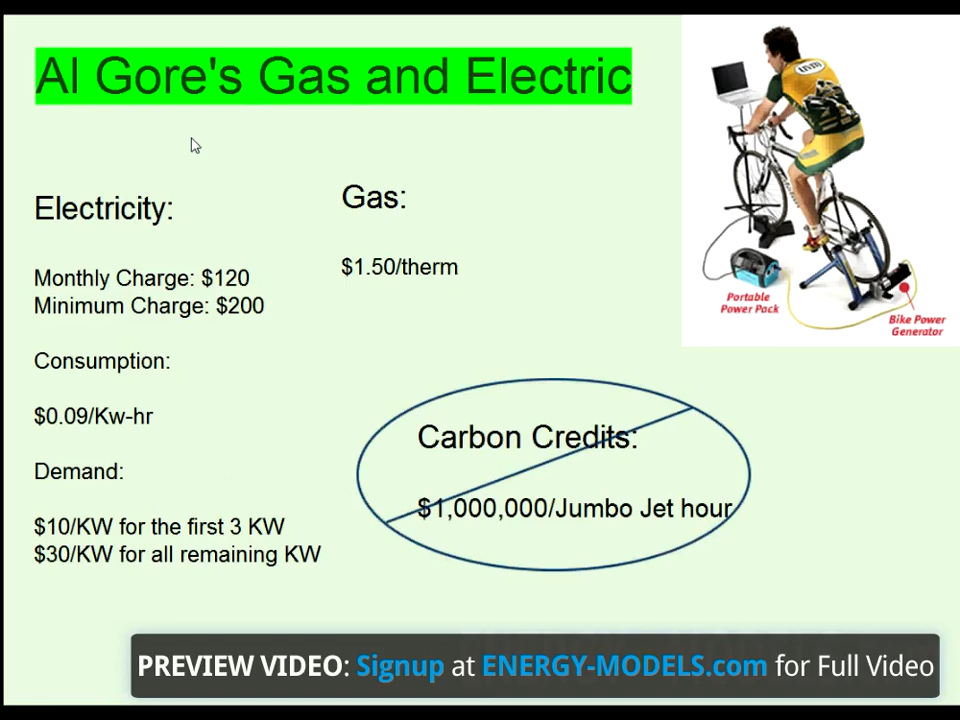 Al Gore's Gas and Electric
Electricity:
Monthly Charge: $120
Minimum Charge: $200
Consumption:
$0.09/Kw-hr
Demand:
$10/KW for the first 3 KW
$30/KW for all remaining KW
Gas:
$1.50/therm
Portable
Power Pack
Bike Power
Generator
Carbon Credits:
$1,000,000/Jumbo Jet hour
PREVIEW VIDEO: Signup at ENERGY-MODELS.com for Full Video